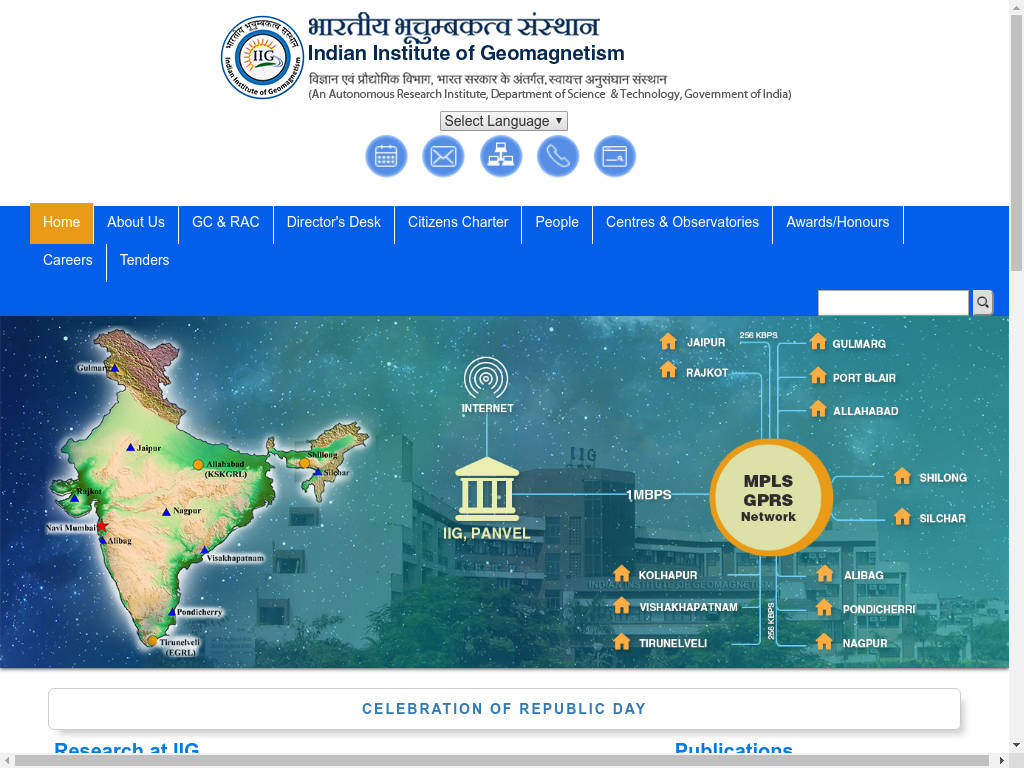 भारतीय भूचुम्बकत्व संस्थान
Indian Institute of Geomagnetism
विज्ञान एवं प्रौद्योगिक विभाग, भारत सरकार के अंतर्गत,स्वायत्त अनुसंधान संस्थान
(An Autonomous Research Institute, Department of Science & Technology, Government of India)
भारतीय भूचुम्बकत्व संस्थान
IIG
Indian Institute of Geomagnetism
Select Language
Home About Us GC & RAC Director's Desk Citizens Charter People Centres & Observatories Awards/Honours
Careers Tenders
Gulmarg
Jaipur
Allahabad
(KSKGRL)
Shillong
Silchar
Rajkot
Nagpur
Navi Mumbai
Alibag
Visakhapatnam
Pondicherry
Tirunelveli
(EGRL)
INTERNET
IIG, PANVEL
1MBPS
MPLS
GPRS
Network
256 KBPS
JAIPUR
RAJKOT
GULMARG
PORT BLAIR
ALLAHABAD
SHILONG
SILCHAR
KOLHAPUR
VISHAKHAPATNAM
TIRUNELVELI
256 KBPS
ALIBAG
PONDICHERRI
NAGPUR
IIG
INDIAN INSTITUTE OF GEOMAGNETISM
CELEBRATION OF REPUBLIC DAY
Research at IIG
Publications